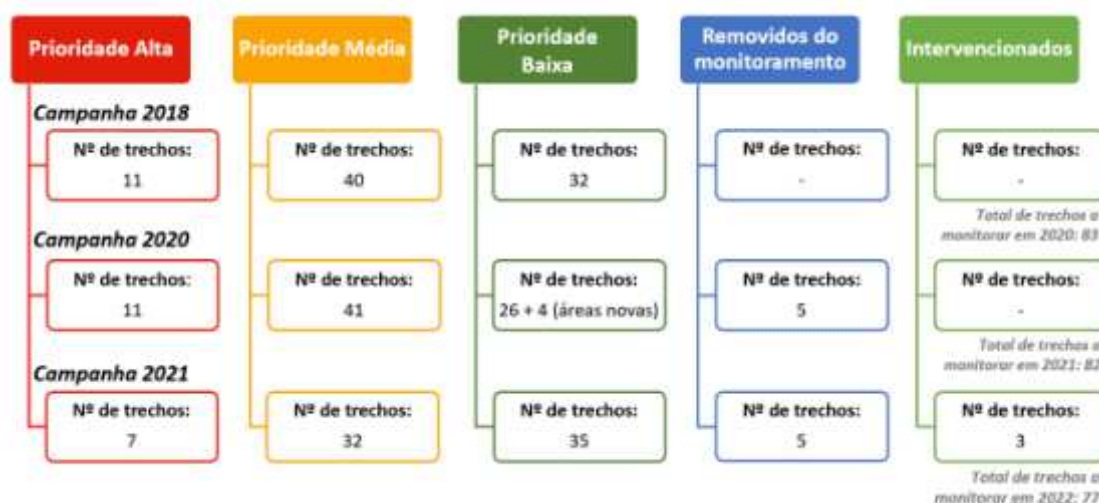 Prioridade Alta
Prioridade Média
Prioridade
Baixa
Removidos do
monitoramento
Intervencionados
Campanha 2018
Nº de trechos:
11
Nº de trechos:
40
Nº de trechos:
32
Nº de trechos:
-
Nº de trechos:
-
Total de trechos a
monitorar em 2020: 83
Campanha 2020
Nº de trechos:
11
Nº de trechos:
41
Nº de trechos:
26 + 4 (áreas novas)
Nº de trechos:
5
Nº de trechos:
-
Total de trechos a
monitorar em 2021: 82
Campanha 2021
Nº de trechos:
7
Nº de trechos:
32
Nº de trechos:
35
Nº de trechos:
5
Nº de trechos:
3
Total de trechos a
monitorar em 2022: 77